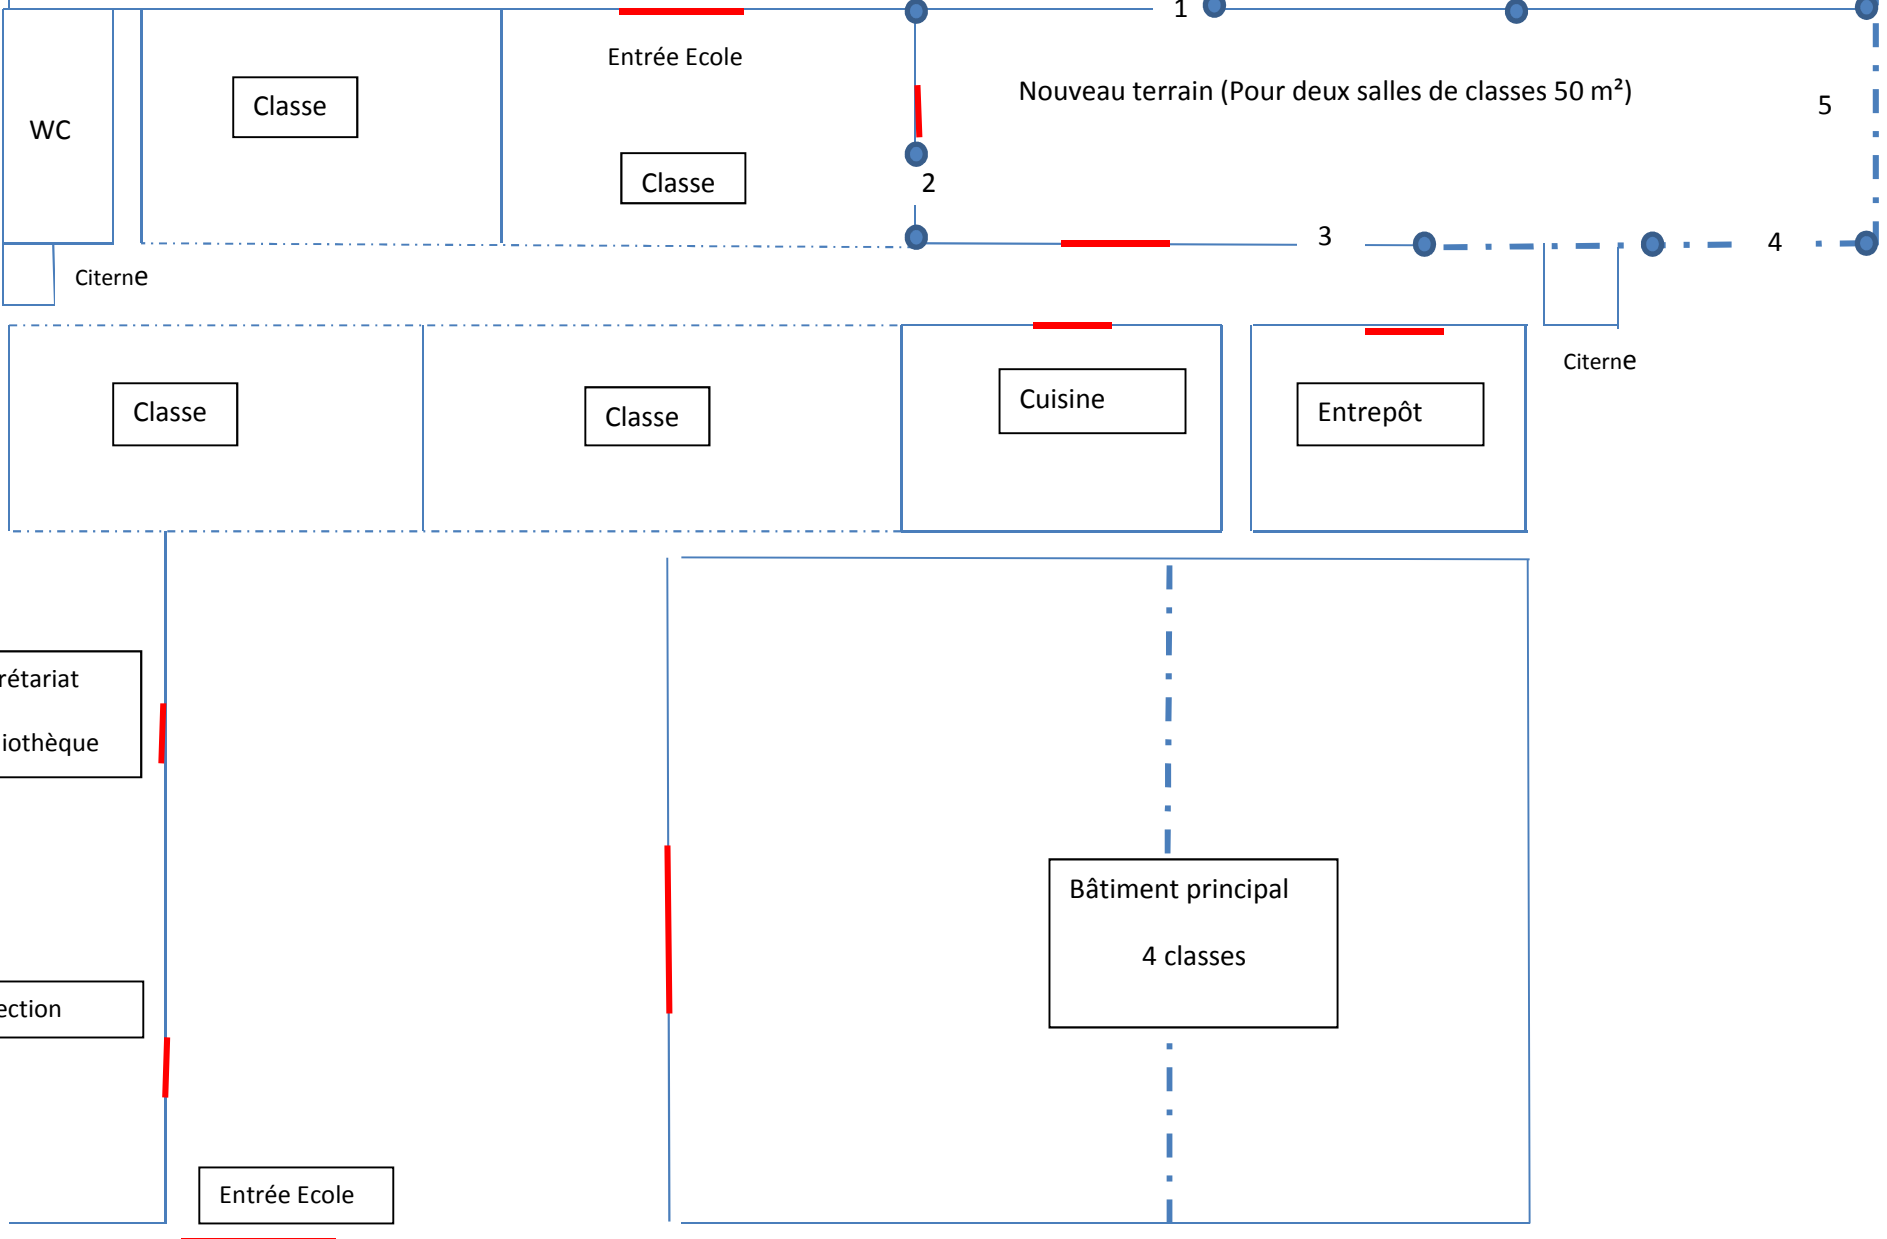 1
Entrée Ecole
Nouveau terrain (Pour deux salles de classes 50 m²)
5
Classe
WC
Classe
2
3
4
Citerne
Citerne
Classe
Classe
Cuisine
Entrepôt
rétariat
iothèque
Bâtiment principal
4 classes
ection
Entrée Ecole